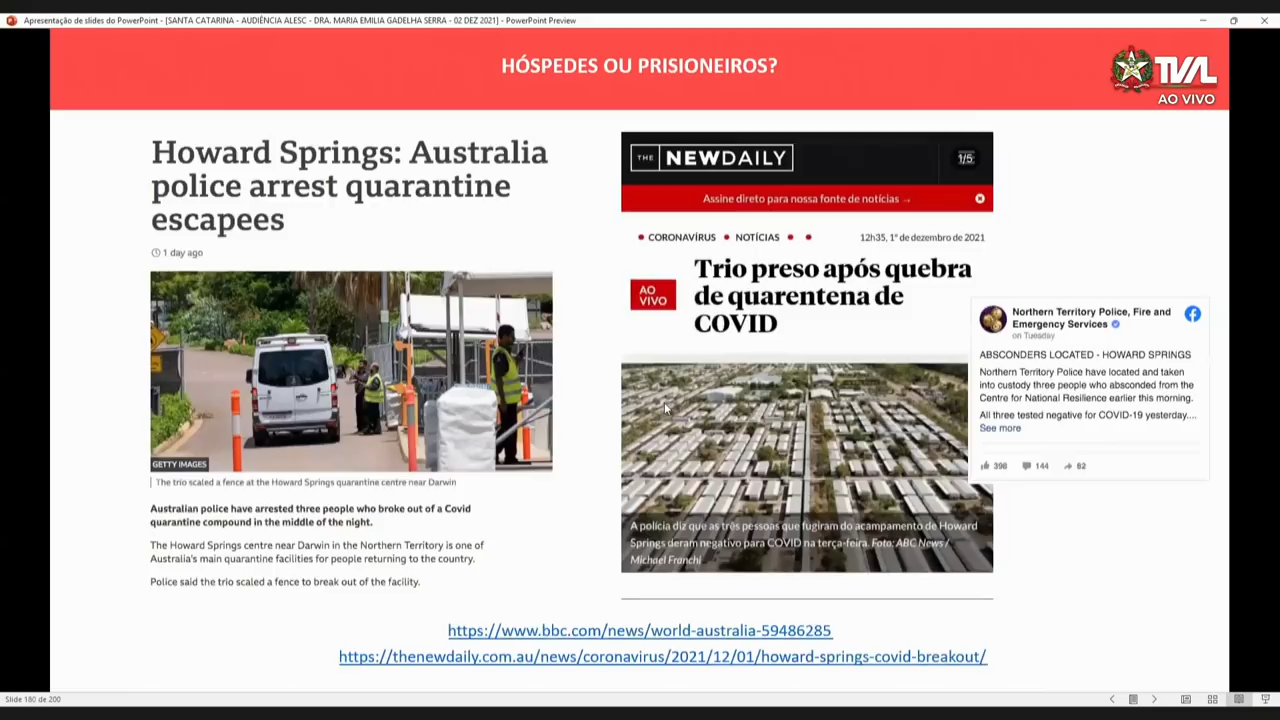 Apresentação de slides do PowerPoint - [SANTA CATARINA - AUDIÊNCIA ALESC - DRA. MARIA EMILIA GADELHA SERRA - 02 DEZ 2021] - PowerPoint Preview
HÓSPEDES OU PRISIONEIROS?
TVAL
AO VIVO
Howard Springs: Australia
police arrest quarantine
escapees
1 day ago
GETTY IMAGES
The trio scaled a fence at the Howard Springs quarantine centre near Darwin
Australian police have arrested three people who broke out of a Covid
quarantine compound in the middle of the night.
The Howard Springs centre near Darwin in the Northern Territory is one of
Australia's main quarantine facilities for people returning to the country.
Police said the trio scaled a fence to break out of the facility.
THE NEWDAILY
1/5
Assine direto para nossa fonte de notícias →
• CORONAVÍRUS • NOTÍCIAS • •
12h35, 1º de dezembro de 2021
AO
VIVO
Trio preso após quebra
de quarentena de
COVID
A polícia diz que as três pessoas que fugiram do acampamento de Howard
Springs deram negativo para COVID na terça-feira. Foto: ABC News /
Michael Franchi
Northern Territory Police, Fire and
Emergency Services
on Tuesday
ABSCONDERS LOCATED - HOWARD SPRINGS
Northern Territory Police have located and taken
into custody three people who absconded from the
Centre for National Resilience earlier this morning.
All three tested negative for COVID-19 yesterday....
See more
398 144 82
https://www.bbc.com/news/world-australia-59486285
https://thenewdaily.com.au/news/coronavirus/2021/12/01/howard-springs-covid-breakout/
Slide 180 de 200